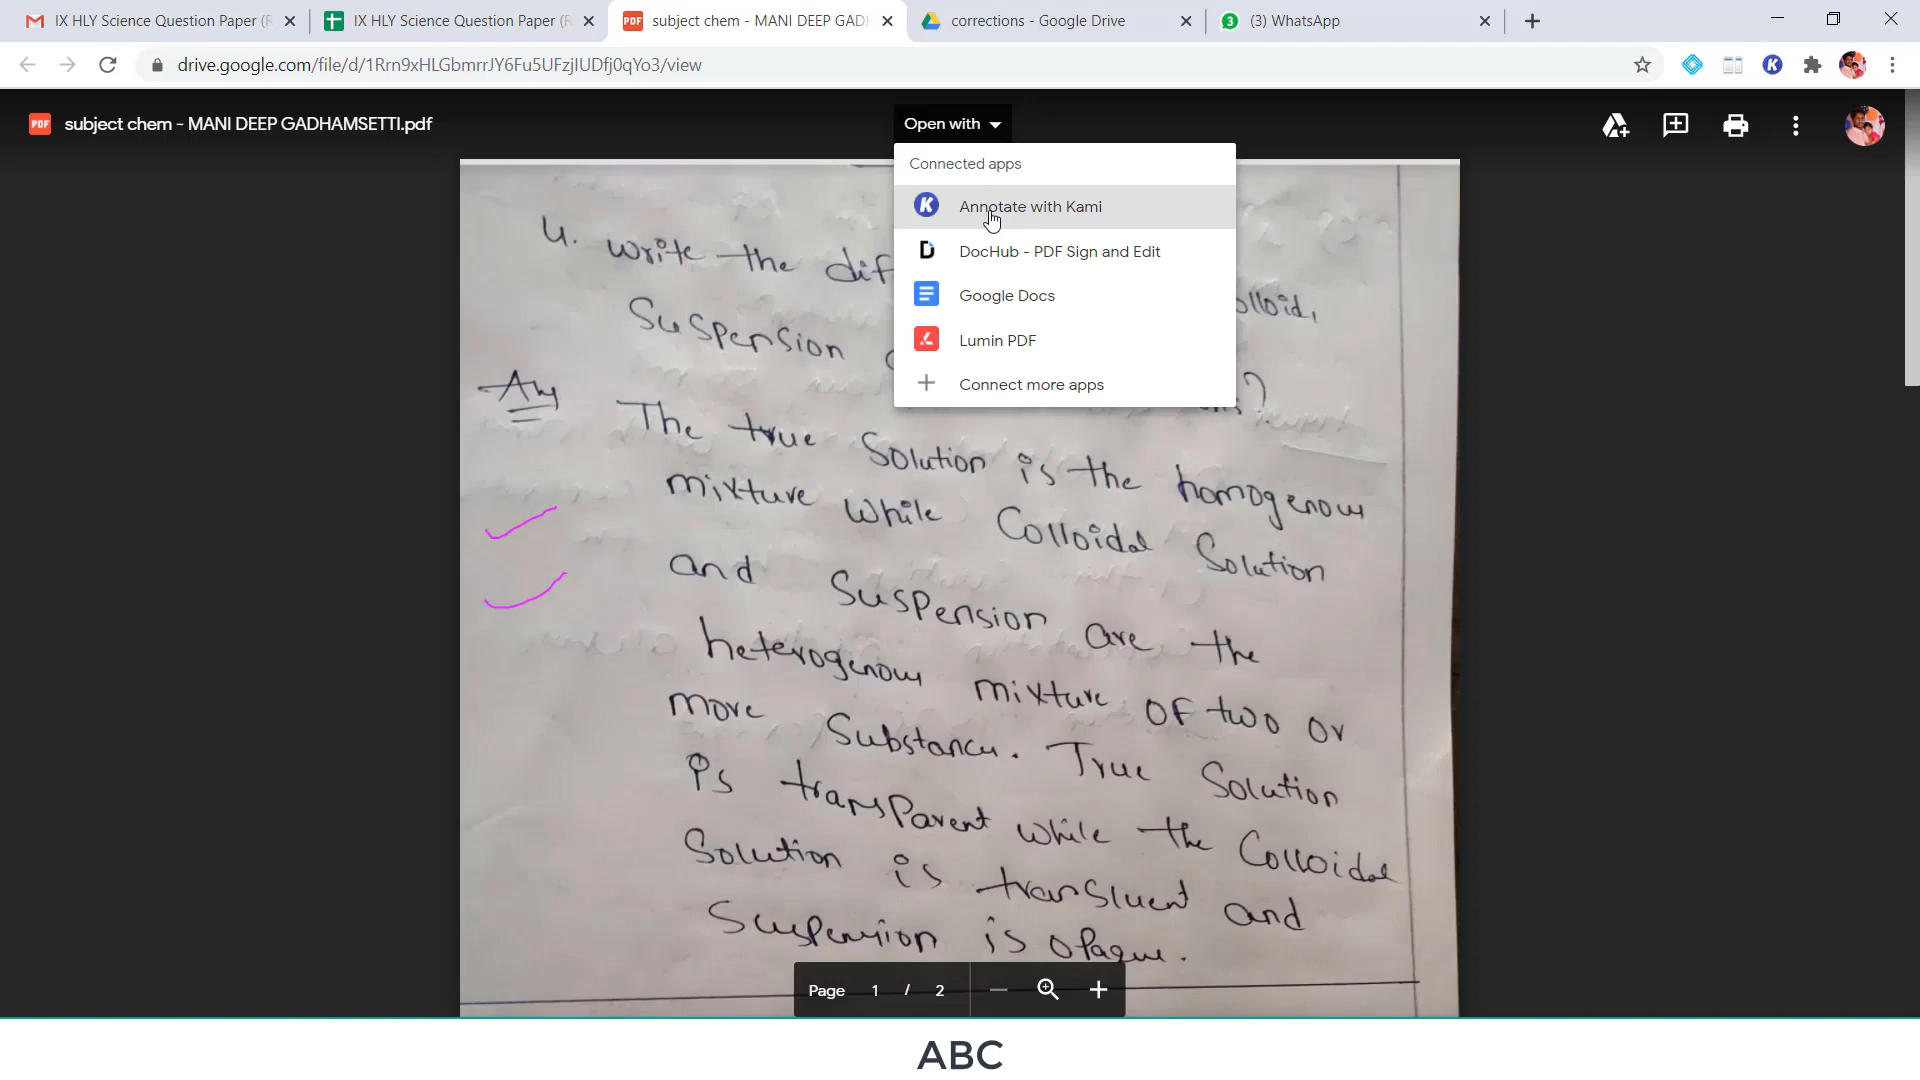 IX HLY Science Question Paper (R
IX HLY Science Question Paper (R
subject chem - MANI DEEP GADH
corrections - Google Drive
(3) WhatsApp
drive.google.com/file/d/1Rrn9xHLGbmrrJY6Fu5UFzjIUDfj0qYo3/view
PDF
subject chem - MANI DEEP GADHAMSETTI.pdf
Open with
Connected apps
Annotate with Kami
DocHub - PDF Sign and Edit
Google Docs
Lumin PDF
Connect more apps
4. Write the
Suspension
Ans The true Solution is the homogenous
mixture while Colloidal Solution
and Suspension are the
heterogenous mixture of two or
more Substance. True Solution
is transparent while the Colloidal
Solution is transluent and
Suspension is opaque.
Page 1 / 2
ABC